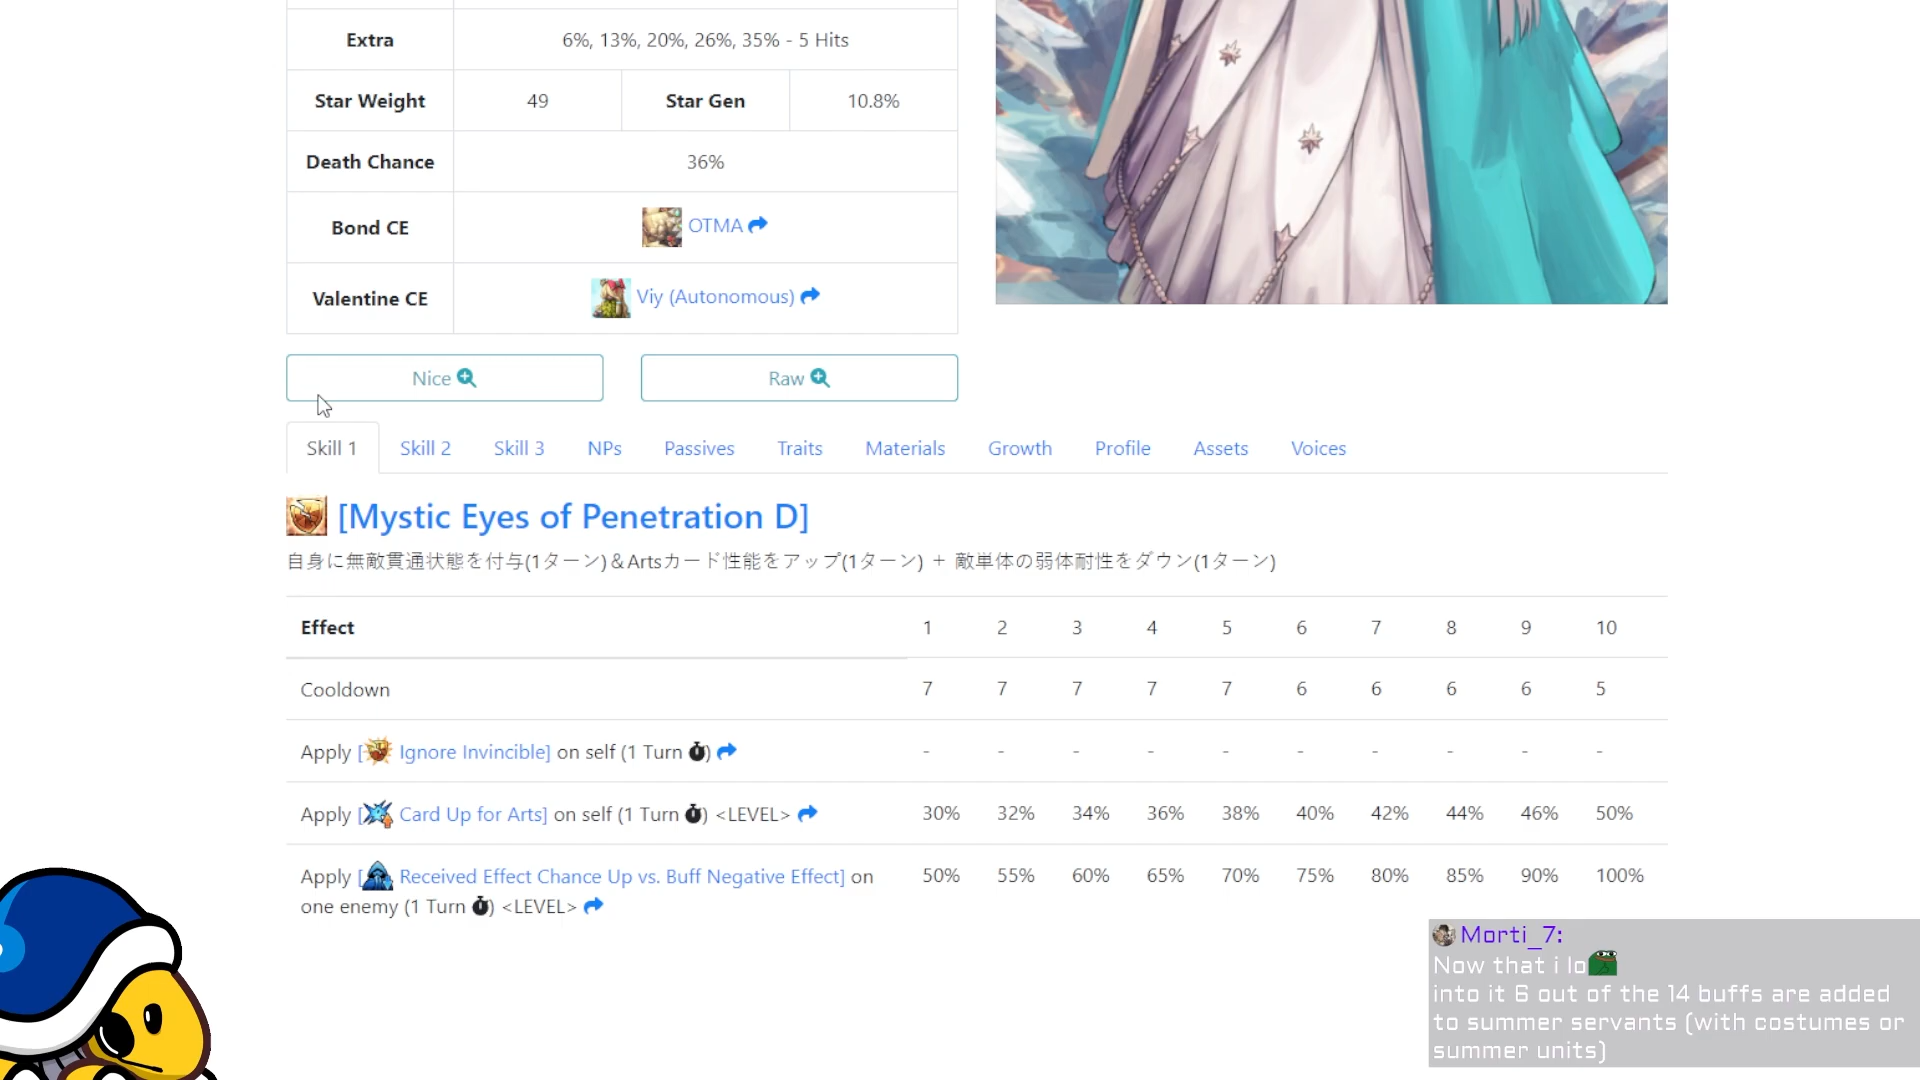 Extra 6%, 13%, 20%, 26%, 35% - 5 Hits
Star Weight 49 Star Gen 10.8%
Death Chance 36%
Bond CE OTMA
Valentine CE Viy (Autonomous)
Nice Raw
Skill 1 Skill 2 Skill 3 NPs Passives Traits Materials Growth Profile Assets Voices
[Mystic Eyes of Penetration D]
自身に無敵貫通状態を付与(1ターン)＆Artsカード性能をアップ(1ターン) ＋ 敵単体の弱体耐性をダウン(1ターン)
Effect 1 2 3 4 5 6 7 8 9 10
Cooldown 7 7 7 7 7 6 6 6 6 5
Apply [Ignore Invincible] on self (1 Turn) - - - - - - - - - -
Apply [Card Up for Arts] on self (1 Turn) <LEVEL> 30% 32% 34% 36% 38% 40% 42% 44% 46% 50%
Apply [Received Effect Chance Up vs. Buff Negative Effect] on 50% 55% 60% 65% 70% 75% 80% 85% 90% 100%
one enemy (1 Turn) <LEVEL>
Morti_7:
Now that i lo
into it 6 out of the 14 buffs are added
to summer servants (with costumes or
summer units)